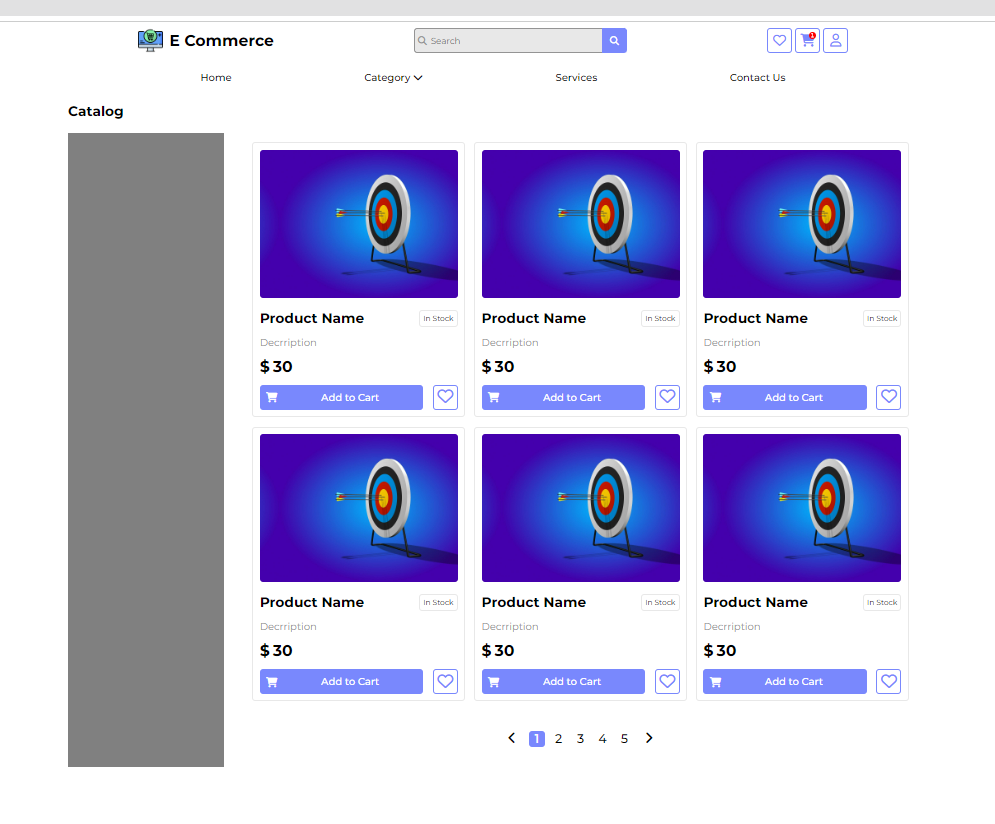 E Commerce
Search
1
Home
Category
Services
Contact Us
Catalog
Product Name In Stock
Decrription
$ 30
Add to Cart
Product Name In Stock
Decrription
$ 30
Add to Cart
Product Name In Stock
Decrription
$ 30
Add to Cart
Product Name In Stock
Decrription
$ 30
Add to Cart
Product Name In Stock
Decrription
$ 30
Add to Cart
Product Name In Stock
Decrription
$ 30
Add to Cart
1 2 3 4 5